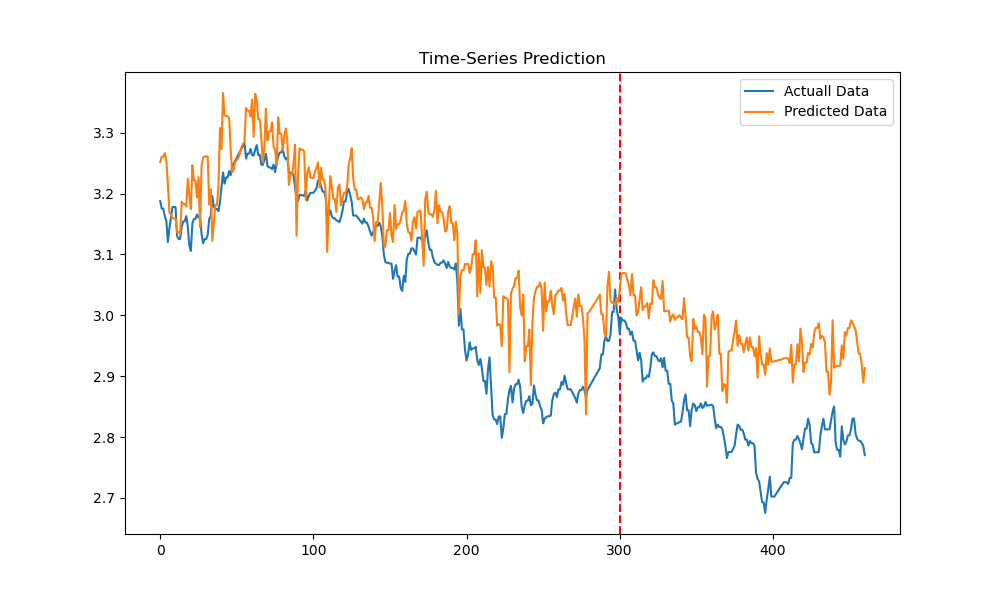 Time-Series Prediction
Actuall Data
Predicted Data
3.3
3.2
3.1
3.0
2.9
2.8
2.7
0 100 200 300 400